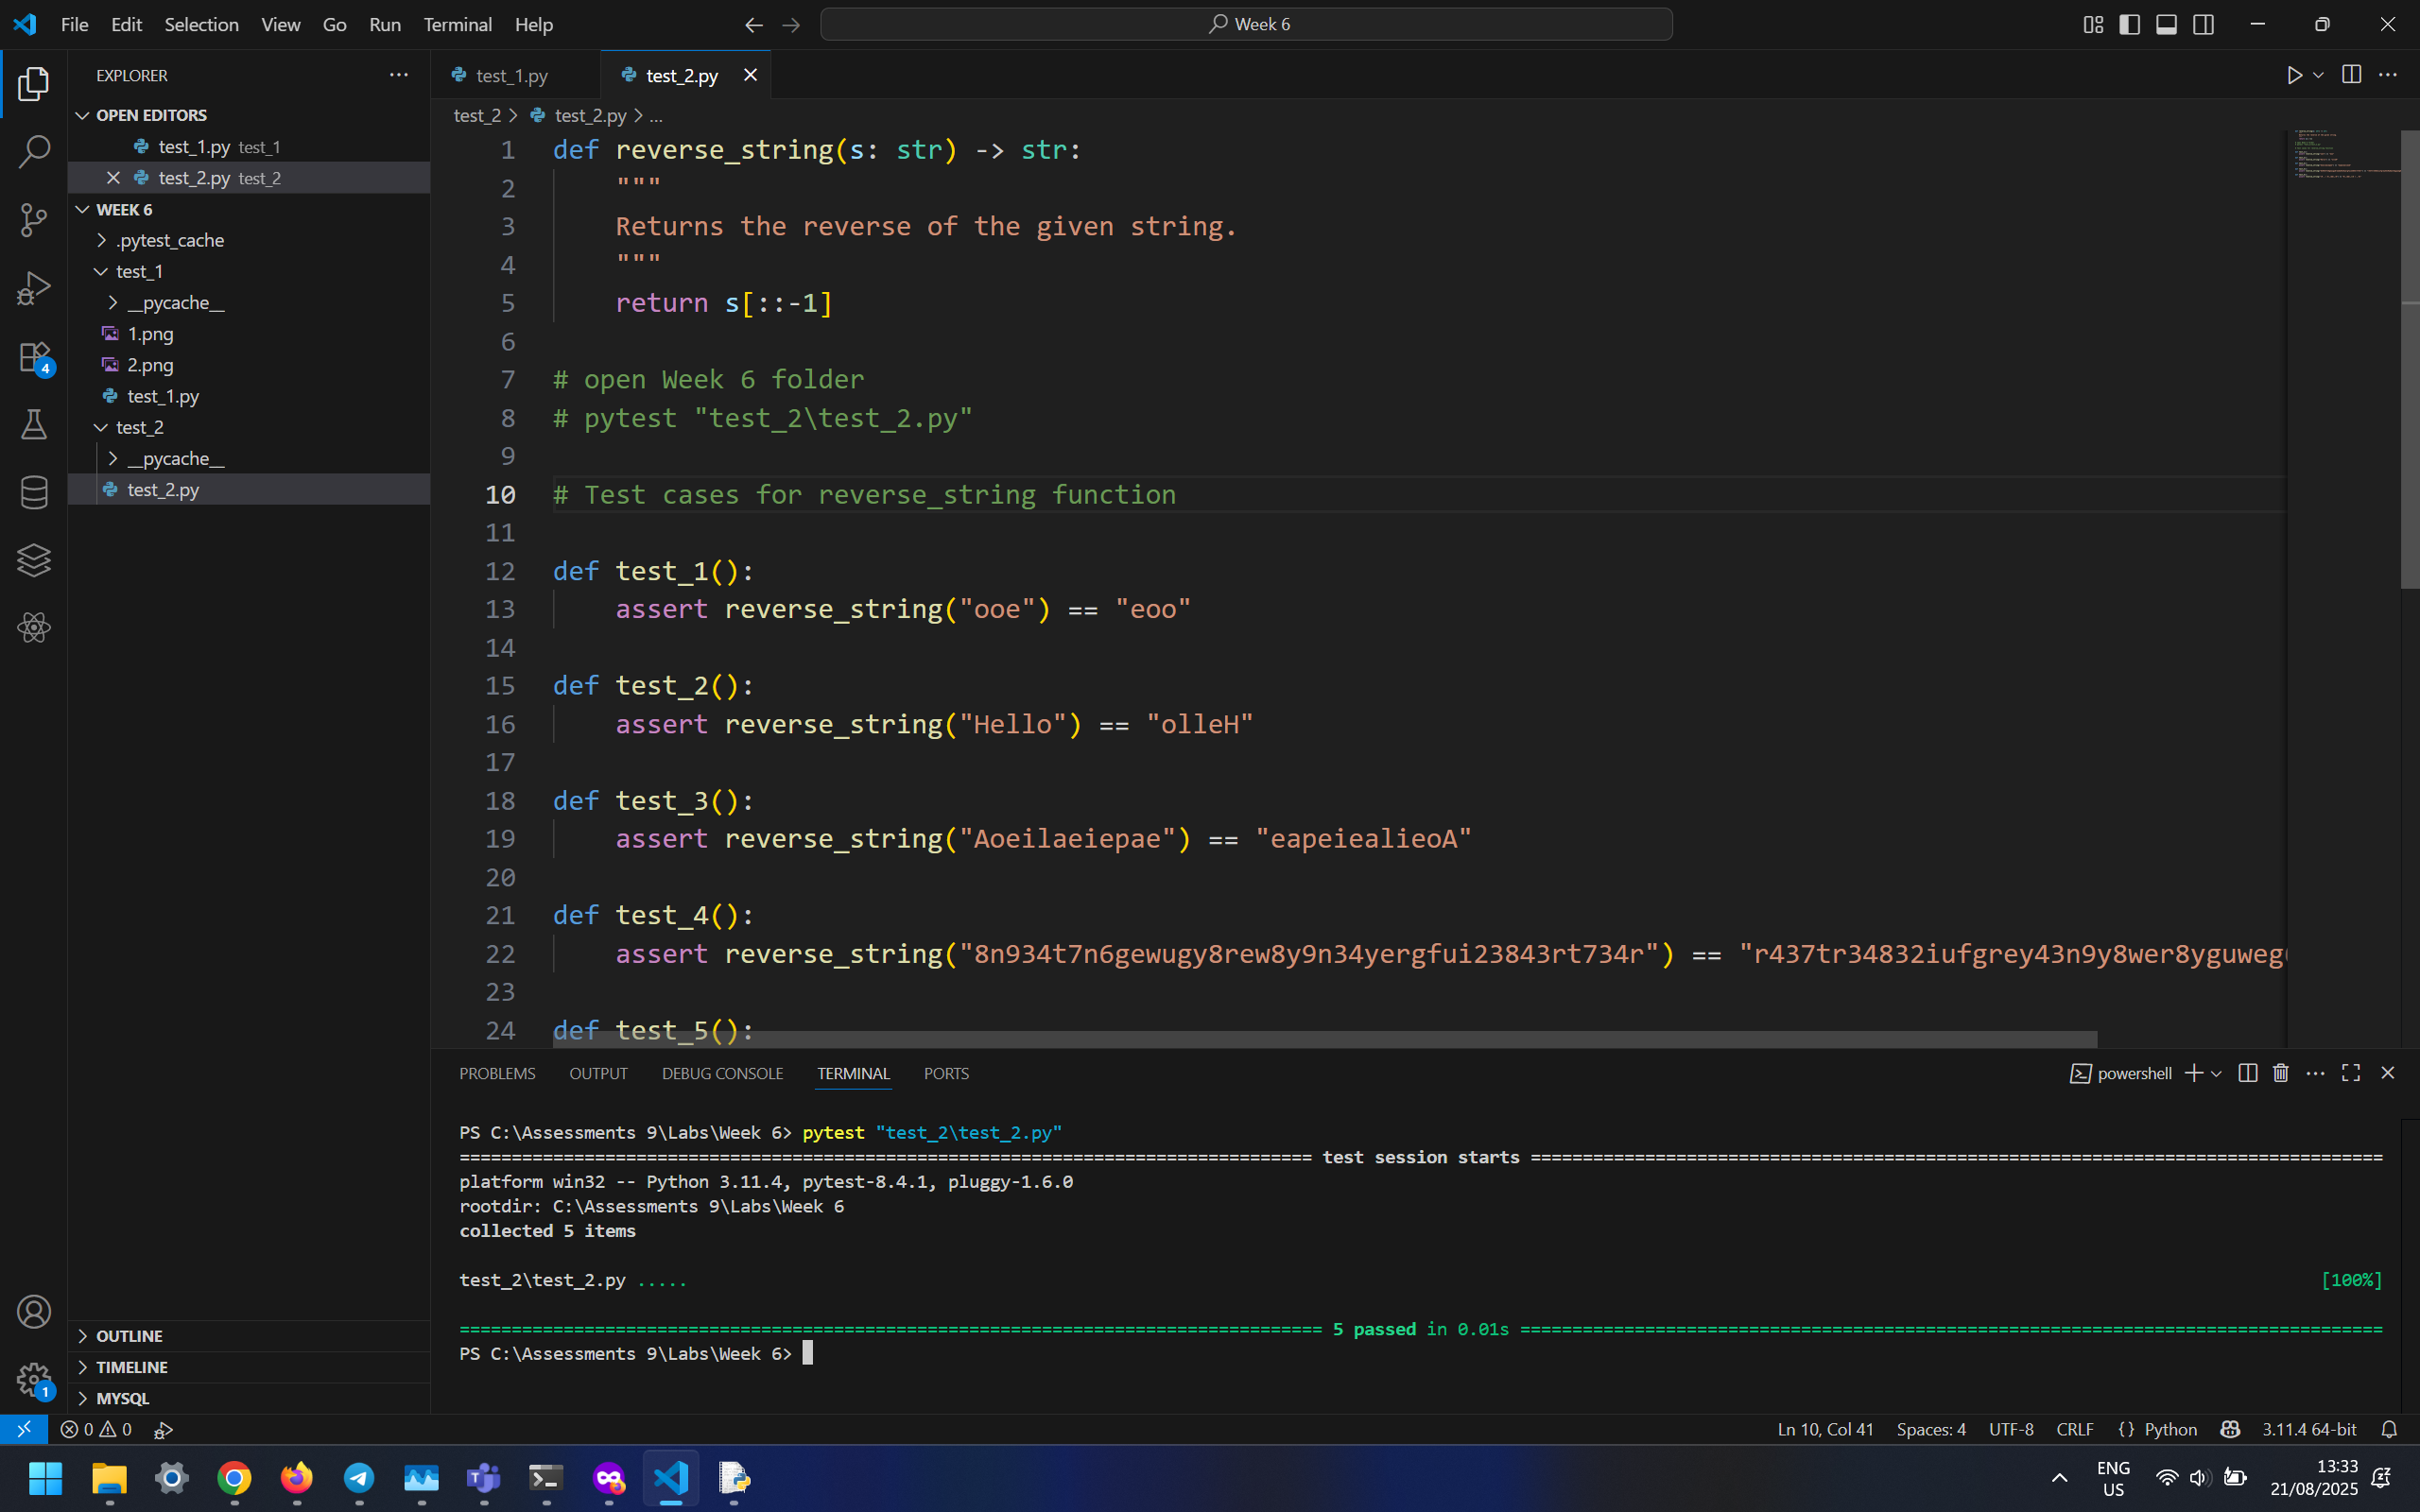 File Edit Selection View Go Run Terminal Help
Week 6
EXPLORER
OPEN EDITORS
test_1.py test_1
test_2.py test_2
WEEK 6
.pytest_cache
test_1
__pycache__
1.png
2.png
test_1.py
test_2
__pycache__
test_2.py
OUTLINE
TIMELINE
MYSQL
4
1
test_1.py
test_2.py
test_2 > test_2.py > ...
1 def reverse_string(s: str) -> str:
2 """
3 Returns the reverse of the given string.
4 """
5 return s[::-1]
6
7 # open Week 6 folder
8 # pytest "test_2\test_2.py"
9
10 # Test cases for reverse_string function
11
12 def test_1():
13 assert reverse_string("ooe") == "eoo"
14
15 def test_2():
16 assert reverse_string("Hello") == "olleH"
17
18 def test_3():
19 assert reverse_string("Aoeilaeiepae") == "eapeiealieoA"
20
21 def test_4():
22 assert reverse_string("8n934t7n6gewugy8rew8y9n34yergfui23843rt734r") == "r437tr34832iufgrey43n9y8wer8yguweg
23
24 def test_5():
PROBLEMS OUTPUT DEBUG CONSOLE TERMINAL PORTS
powershell
PS C:\Assessments 9\Labs\Week 6> pytest "test_2\test_2.py"
test session starts
platform win32 -- Python 3.11.4, pytest-8.4.1, pluggy-1.6.0
rootdir: C:\Assessments 9\Labs\Week 6
collected 5 items
test_2\test_2.py ..... [100%]
5 passed in 0.01s
PS C:\Assessments 9\Labs\Week 6>
0 0
Ln 10, Col 41 Spaces: 4 UTF-8 CRLF {} Python 3.11.4 64-bit
ENG
US
13:33
21/08/2025